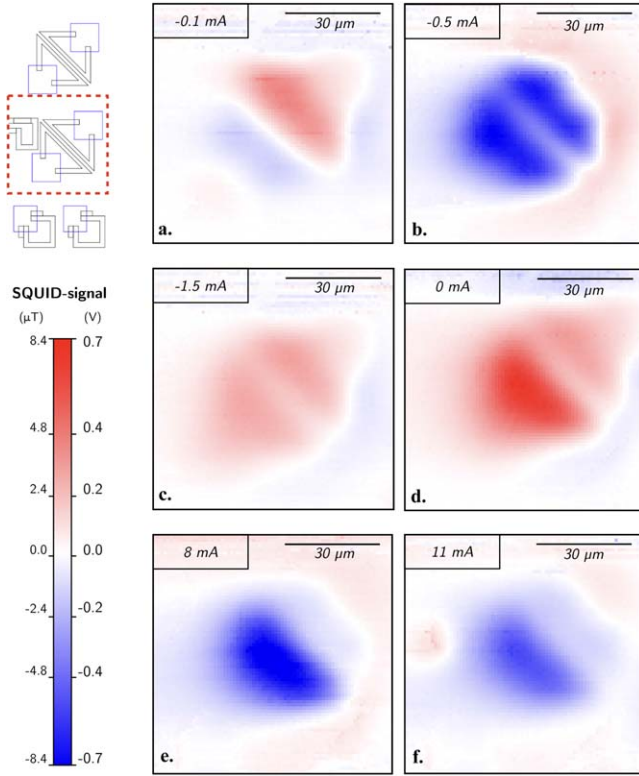 -0.1 mA
30 µm
a.
-0.5 mA
30 µm
b.
-1.5 mA
30 µm
c.
0 mA
30 µm
d.
8 mA
30 µm
e.
11 mA
30 µm
f.
SQUID-signal
(µT) (V)
8.4 0.7
4.8 0.4
2.4 0.2
0.0 0.0
-2.4 -0.2
-4.8 -0.4
-8.4 -0.7